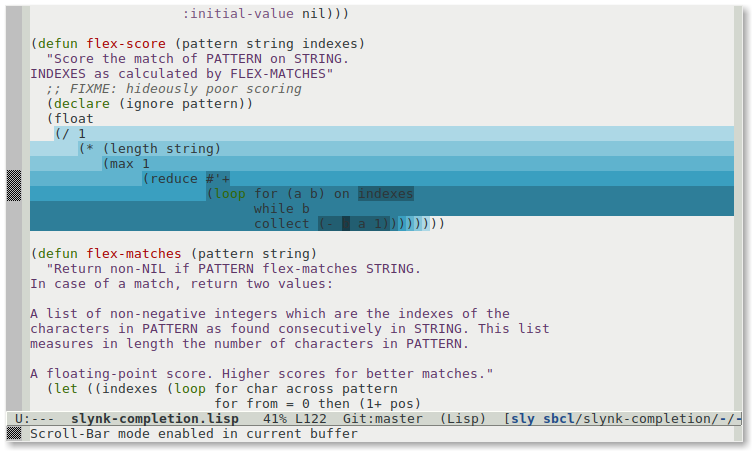 :initial-value nil)))
(defun flex-score (pattern string indexes)
"Score the match of PATTERN on STRING.
INDEXES as calculated by FLEX-MATCHES"
;; FIXME: hideously poor scoring
(declare (ignore pattern))
(float
(/ 1
(* (length string)
(max 1
(reduce #'+
(loop for (a b) on indexes
while b
collect (- b a 1))))))))
(defun flex-matches (pattern string)
"Return non-NIL if PATTERN flex-matches STRING.
In case of a match, return two values:
A list of non-negative integers which are the indexes of the
characters in PATTERN as found consecutively in STRING. This list
measures in length the number of characters in PATTERN.
A floating-point score. Higher scores for better matches."
(let ((indexes (loop for char across pattern
for from = 0 then (1+ pos)
U:--- slynk-completion.lisp 41% L122 Git:master (Lisp) [sly sbcl/slynk-completion/-/-
Scroll-Bar mode enabled in current buffer